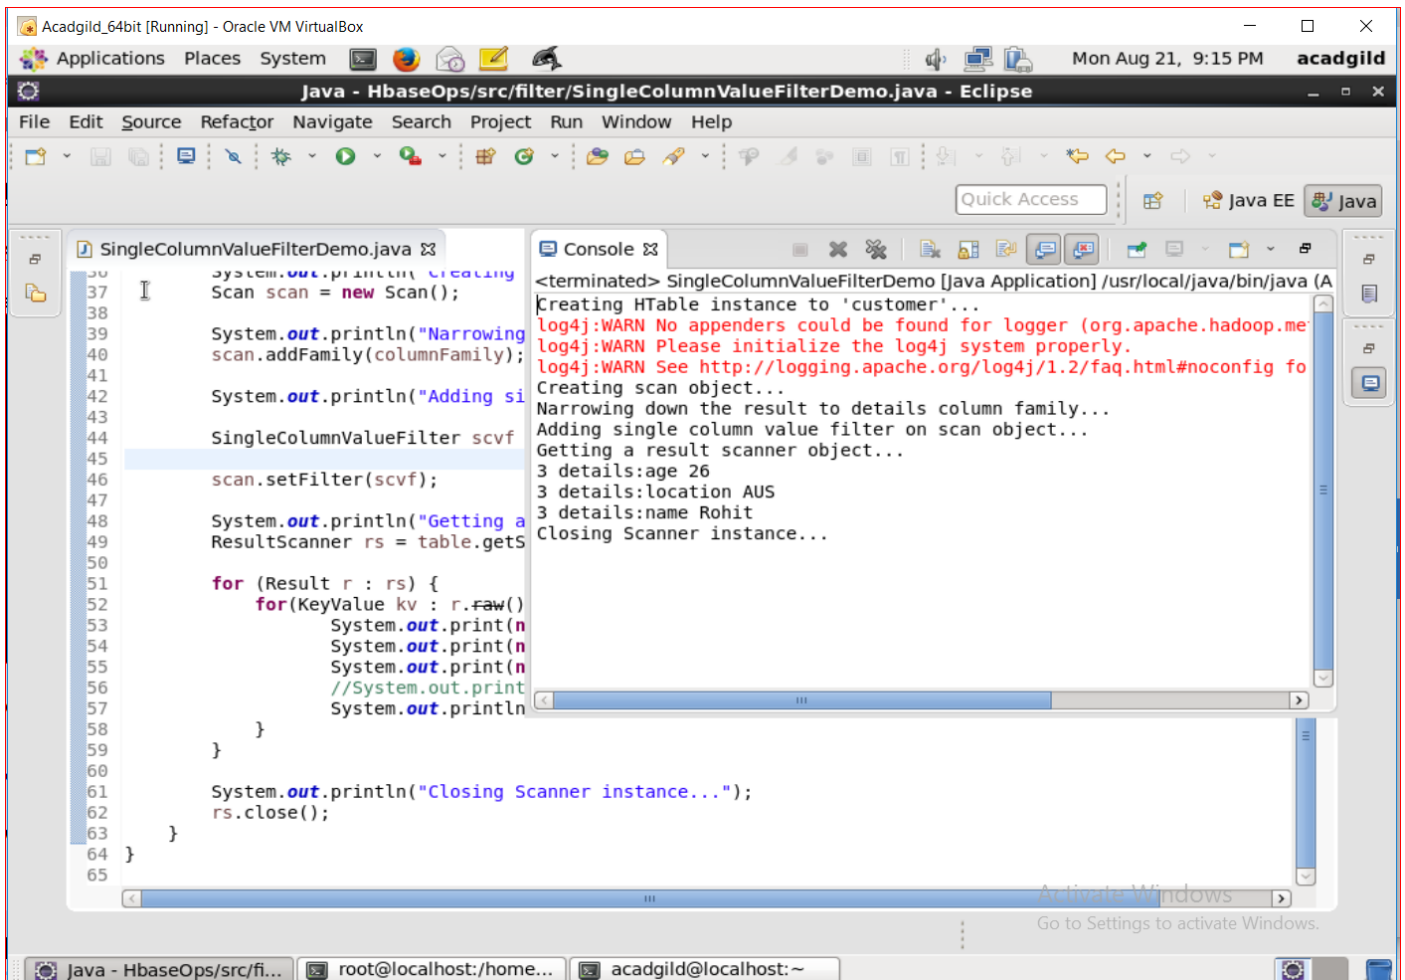 Acadgild_64bit [Running] - Oracle VM VirtualBox
Applications Places System Mon Aug 21, 9:15 PM acadgild
Java - HbaseOps/src/filter/SingleColumnValueFilterDemo.java - Eclipse
File Edit Source Refactor Navigate Search Project Run Window Help
Quick Access Java EE Java
SingleColumnValueFilterDemo.java
36 System.out.println("Creating
37 Scan scan = new Scan();
38
39 System.out.println("Narrowing
40 scan.addFamily(columnFamily);
41
42 System.out.println("Adding si
43
44 SingleColumnValueFilter scvf
45
46 scan.setFilter(scvf);
47
48 System.out.println("Getting a
49 ResultScanner rs = table.getS
50
51 for (Result r : rs) {
52 for(KeyValue kv : r.raw()
53 System.out.print(n
54 System.out.print(n
55 System.out.print(n
56 //System.out.print
57 System.out.println
58 }
59 }
60
61 System.out.println("Closing Scanner instance...");
62 rs.close();
63 }
64 }
65
Console
<terminated> SingleColumnValueFilterDemo [Java Application] /usr/local/java/bin/java (A
Creating HTable instance to 'customer'...
log4j:WARN No appenders could be found for logger (org.apache.hadoop.me
log4j:WARN Please initialize the log4j system properly.
log4j:WARN See http://logging.apache.org/log4j/1.2/faq.html#noconfig fo
Creating scan object...
Narrowing down the result to details column family...
Adding single column value filter on scan object...
Getting a result scanner object...
3 details:age 26
3 details:location AUS
3 details:name Rohit
Closing Scanner instance...
Activate Windows
Go to Settings to activate Windows.
Java - HbaseOps/src/fi... root@localhost:/home... acadgild@localhost:~